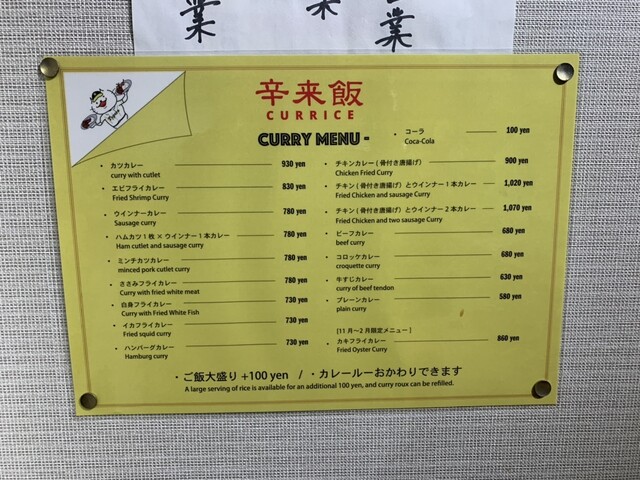 業
業
辛来飯
CURRICE
CURRY MENU -
・コーラ 100 yen
Coca-Cola
・カツカレー 930 yen
curry with cutlet
・エビフライカレー 830 yen
Fried Shrimp Curry
・ウインナーカレー 780 yen
Sausage curry
・ハムカツ1枚×ウインナー1本カレー 780 yen
Ham cutlet and sausage curry
・ミンチカツカレー 780 yen
minced pork cutlet curry
・ささみフライカレー 780 yen
Curry with fried white meat
・白身フライカレー 730 yen
Curry with Fried White Fish
・イカフライカレー 730 yen
Fried squid curry
・ハンバーグカレー 730 yen
Hamburg curry
・チキンカレー(骨付き唐揚げ) 900 yen
Chicken Fried Curry
・チキン(骨付き唐揚げ)とウインナー1本カレー 1,020 yen
Fried Chicken and sausage Curry
・チキン(骨付き唐揚げ)とウインナー2本カレー 1,070 yen
Fried Chicken and two sausage Curry
・ビーフカレー 680 yen
beef curry
・コロッケカレー 680 yen
croquette curry
・牛すじカレー 630 yen
curry of beef tendon
・プレーンカレー 580 yen
plain curry
[11月〜2月限定メニュー]
・カキフライカレー 860 yen
Fried Oyster Curry
・ご飯大盛り +100 yen / ・カレールーおかわりできます
A large serving of rice is available for an additional 100 yen, and curry roux can be refilled.